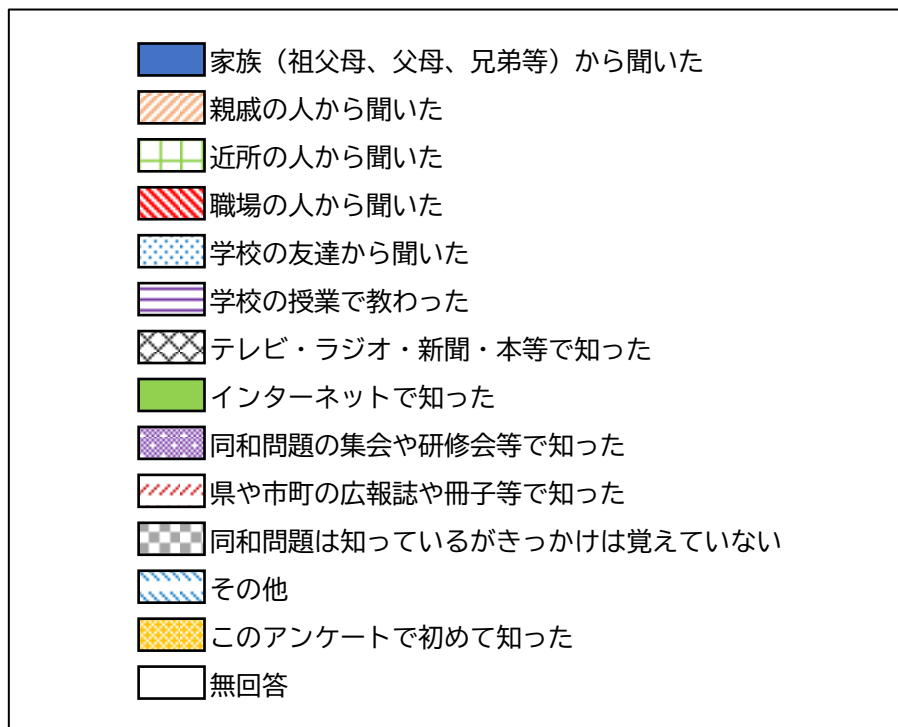 家族（祖父母、父母、兄弟等）から聞いた
親戚の人から聞いた
近所の人から聞いた
職場の人から聞いた
学校の友達から聞いた
学校の授業で教わった
テレビ・ラジオ・新聞・本等で知った
インターネットで知った
同和問題の集会や研修会等で知った
県や市町の広報誌や冊子等で知った
同和問題は知っているがきっかけは覚えていない
その他
このアンケートで初めて知った
無回答